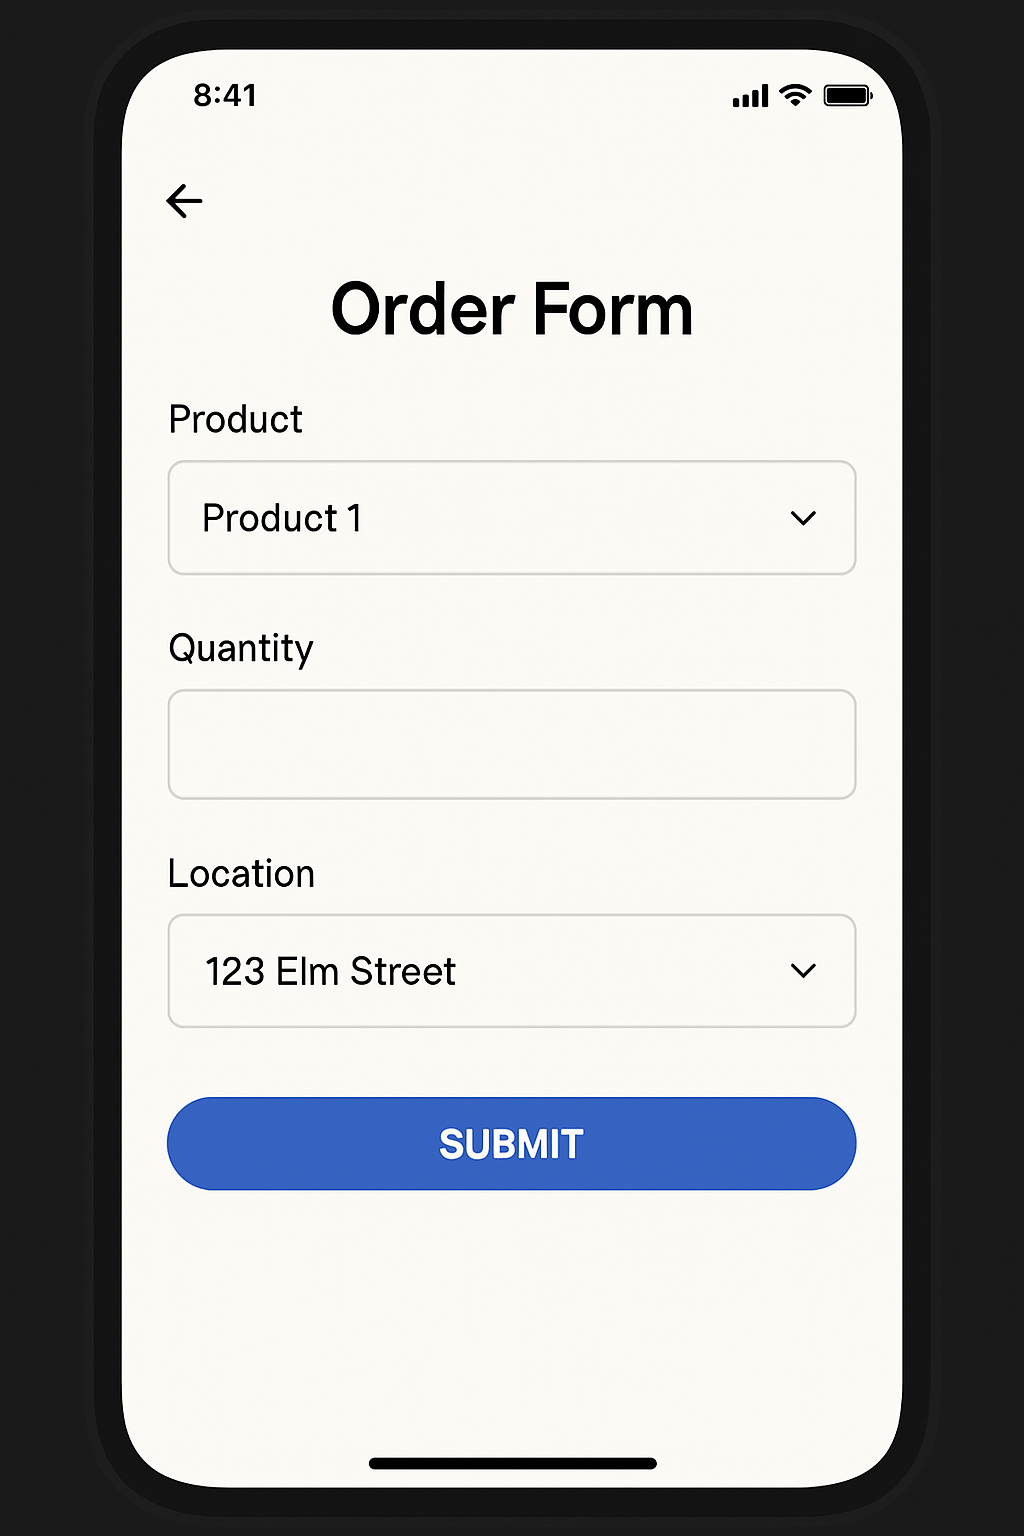 8:41
Order Form
Product
Product 1
Quantity
Location
123 Elm Street
SUBMIT